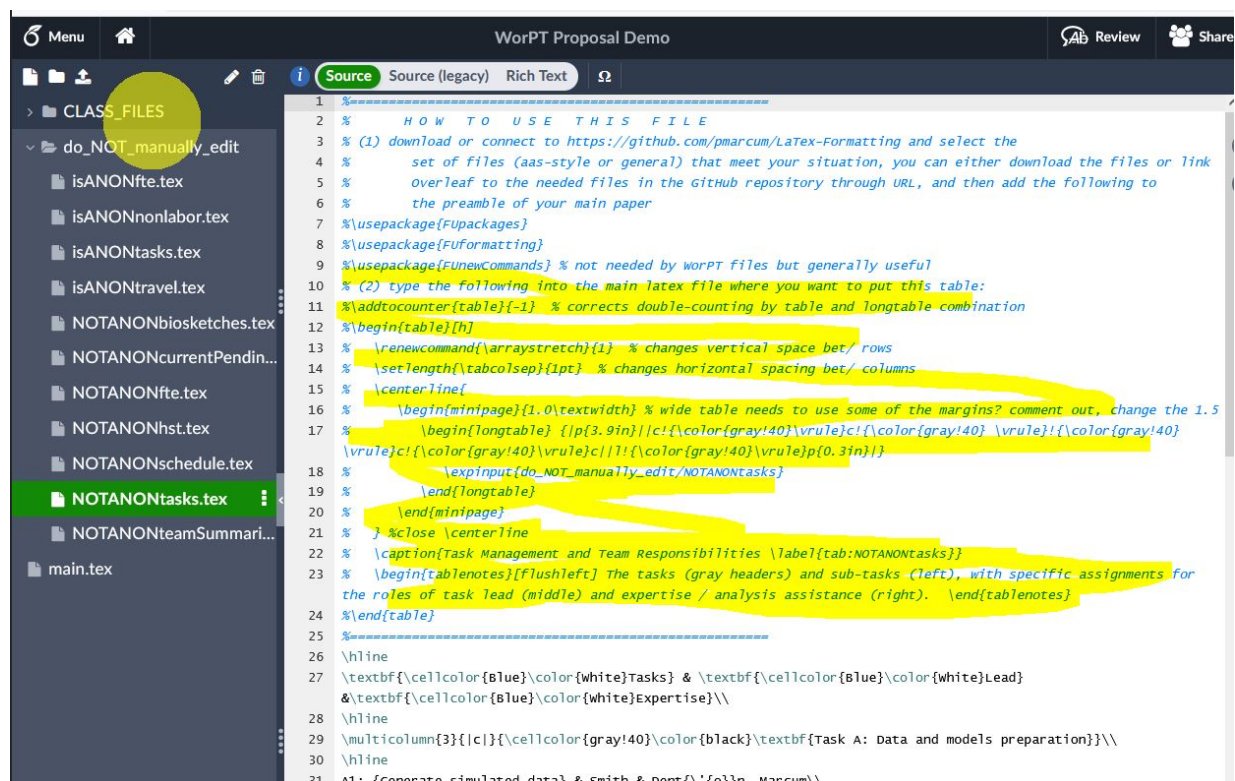 Menu
WorPT Proposal Demo
Review
Share
Source Source (legacy) Rich Text Ω
CLASS_FILES
do_NOT_manually_edit
isANONfte.tex
isANONnonlabor.tex
isANONtasks.tex
isANONtravel.tex
NOTANONbiosketches.tex
NOTANONcurrentPendin...
NOTANONfte.tex
NOTANONhst.tex
NOTANONschedule.tex
NOTANONtasks.tex
NOTANONteamSummari...
main.tex
1 %=======================================================
2 % H O W T O U S E T H I S F I L E
3 % (1) download or connect to https://github.com/pmarcum/LaTex-Formatting and select the
4 % set of files (aas-style or general) that meet your situation, you can either download the files or link
5 % Overleaf to the needed files in the GitHub repository through URL, and then add the following to
6 % the preamble of your main paper
7 %\usepackage{FUpackages}
8 %\usepackage{FUformatting}
9 %\usepackage{FUnewCommands} % not needed by WorPT files but generally useful
10 % (2) type the following into the main latex file where you want to put this table:
11 %\addtocounter{table}{-1} % corrects double-counting by table and longtable combination
12 %\begin{table}[h]
13 % \renewcommand{\arraystretch}{1} % changes vertical space bet/ rows
14 % \setlength{\tabcolsep}{1pt} % changes horizontal spacing bet/ columns
15 % \centerline{
16 % \begin{minipage}{1.0\textwidth} % wide table needs to use some of the margins? comment out, change the 1.5
17 % \begin{longtable} {|p{3.9in}||c!{\color{gray!40}\vrule}c!{\color{gray!40} \vrule}!{\color{gray!40}
\vrule}c!{\color{gray!40}\vrule}c||l!{\color{gray!40}\vrule}p{0.3in}|}
18 % \expinput{do_NOT_manually_edit/NOTANONtasks}
19 % \end{longtable}
20 % \end{minipage}
21 % } %close \centerline
22 % \caption{Task Management and Team Responsibilities \label{tab:NOTANONtasks}}
23 % \begin{tablenotes}[flushleft] The tasks (gray headers) and sub-tasks (left), with specific assignments for
the roles of task lead (middle) and expertise / analysis assistance (right). \end{tablenotes}
24 %\end{table}
25 %=======================================================
26 \hline
27 \textbf{\cellcolor{Blue}\color{White}Tasks} & \textbf{\cellcolor{Blue}\color{White}Lead}
&\textbf{\cellcolor{Blue}\color{White}Expertise}\\
28 \hline
29 \multicolumn{3}{|c|}{\cellcolor{gray!40}\color{black}\textbf{Task A: Data and models preparation}}\\
30 \hline
31 A1: {Generate simulated data} & Smith & Dent{\'{o}}n, Marcum\\